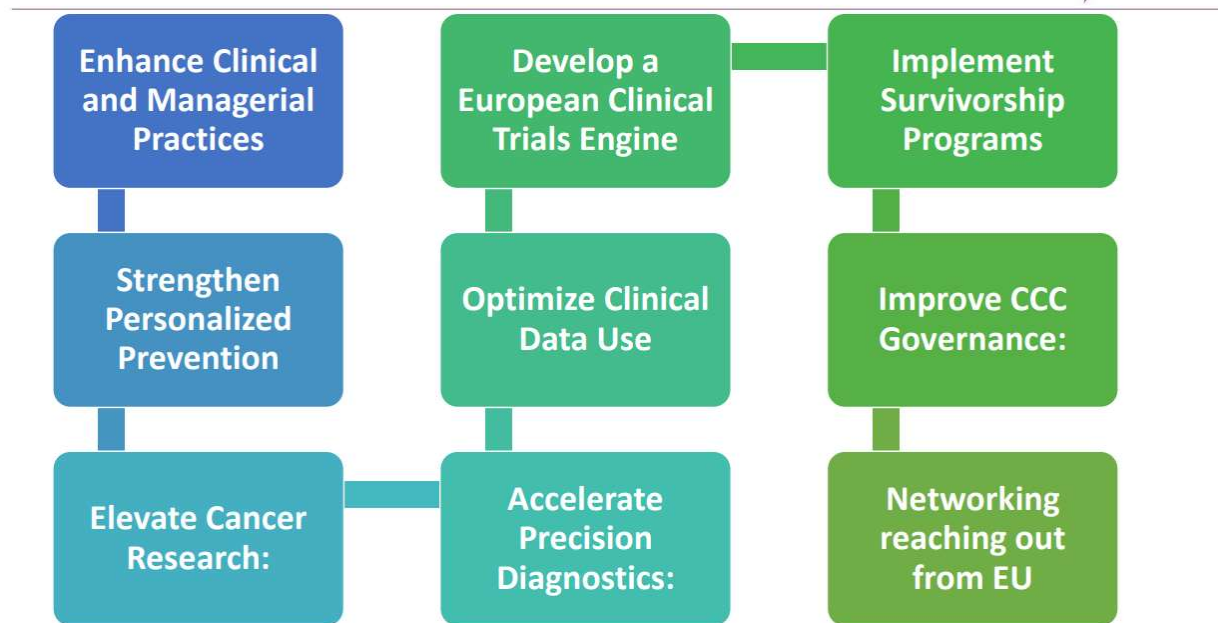 Enhance Clinical
and Managerial
Practices
Strengthen
Personalized
Prevention
Elevate Cancer
Research:
Accelerate
Precision
Diagnostics:
Optimize Clinical
Data Use
Develop a
European Clinical
Trials Engine
Implement
Survivorship
Programs
Improve CCC
Governance:
Networking
reaching out
from EU